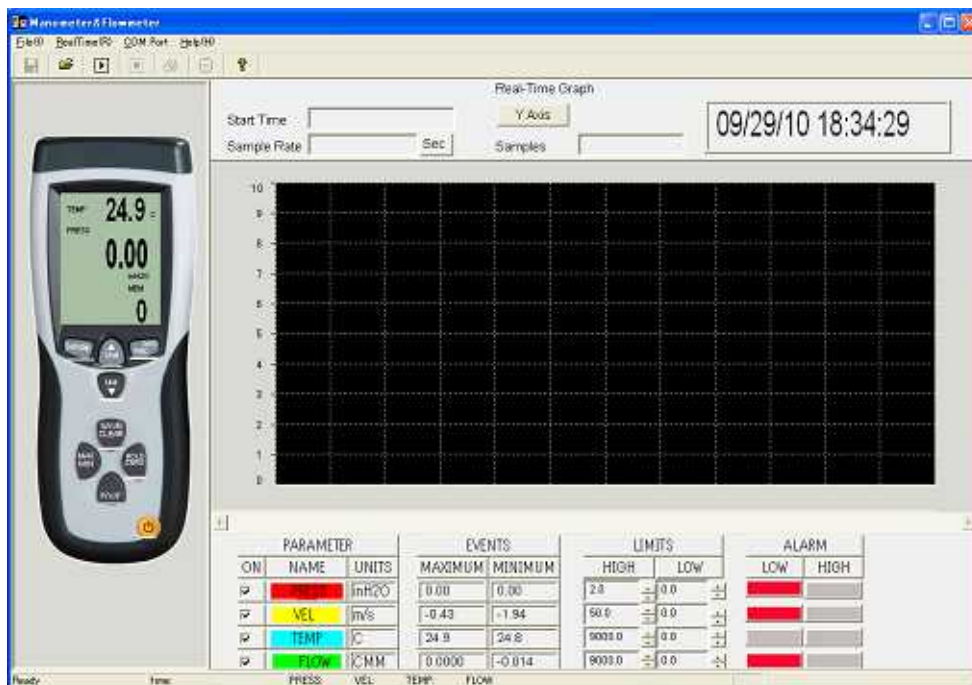 Manometer&Flowmeter
File(F) RealTime(R) COM Port Help(H)
Real-Time Graph
Start Time
Y Axis
09/29/10 18:34:29
Sample Rate
Sec
Samples
TEMP 24.9
PRESS
0.00
inH2O
MEM
0
10
9
8
7
6
5
4
3
2
1
0
PARAMETER EVENTS LIMITS ALARM
ON NAME UNITS MAXIMUM MINIMUM HIGH LOW LOW HIGH
PRESS inH2O 0.00 0.00 2.0 0.0
VEL m/s -0.43 -1.94 50.0 0.0
TEMP C 24.9 24.8 9000.0 0.0
FLOW CMM 0.0000 -0.014 9000.0 0.0
Ready time: PRESS: VEL: TEMP: FLOW